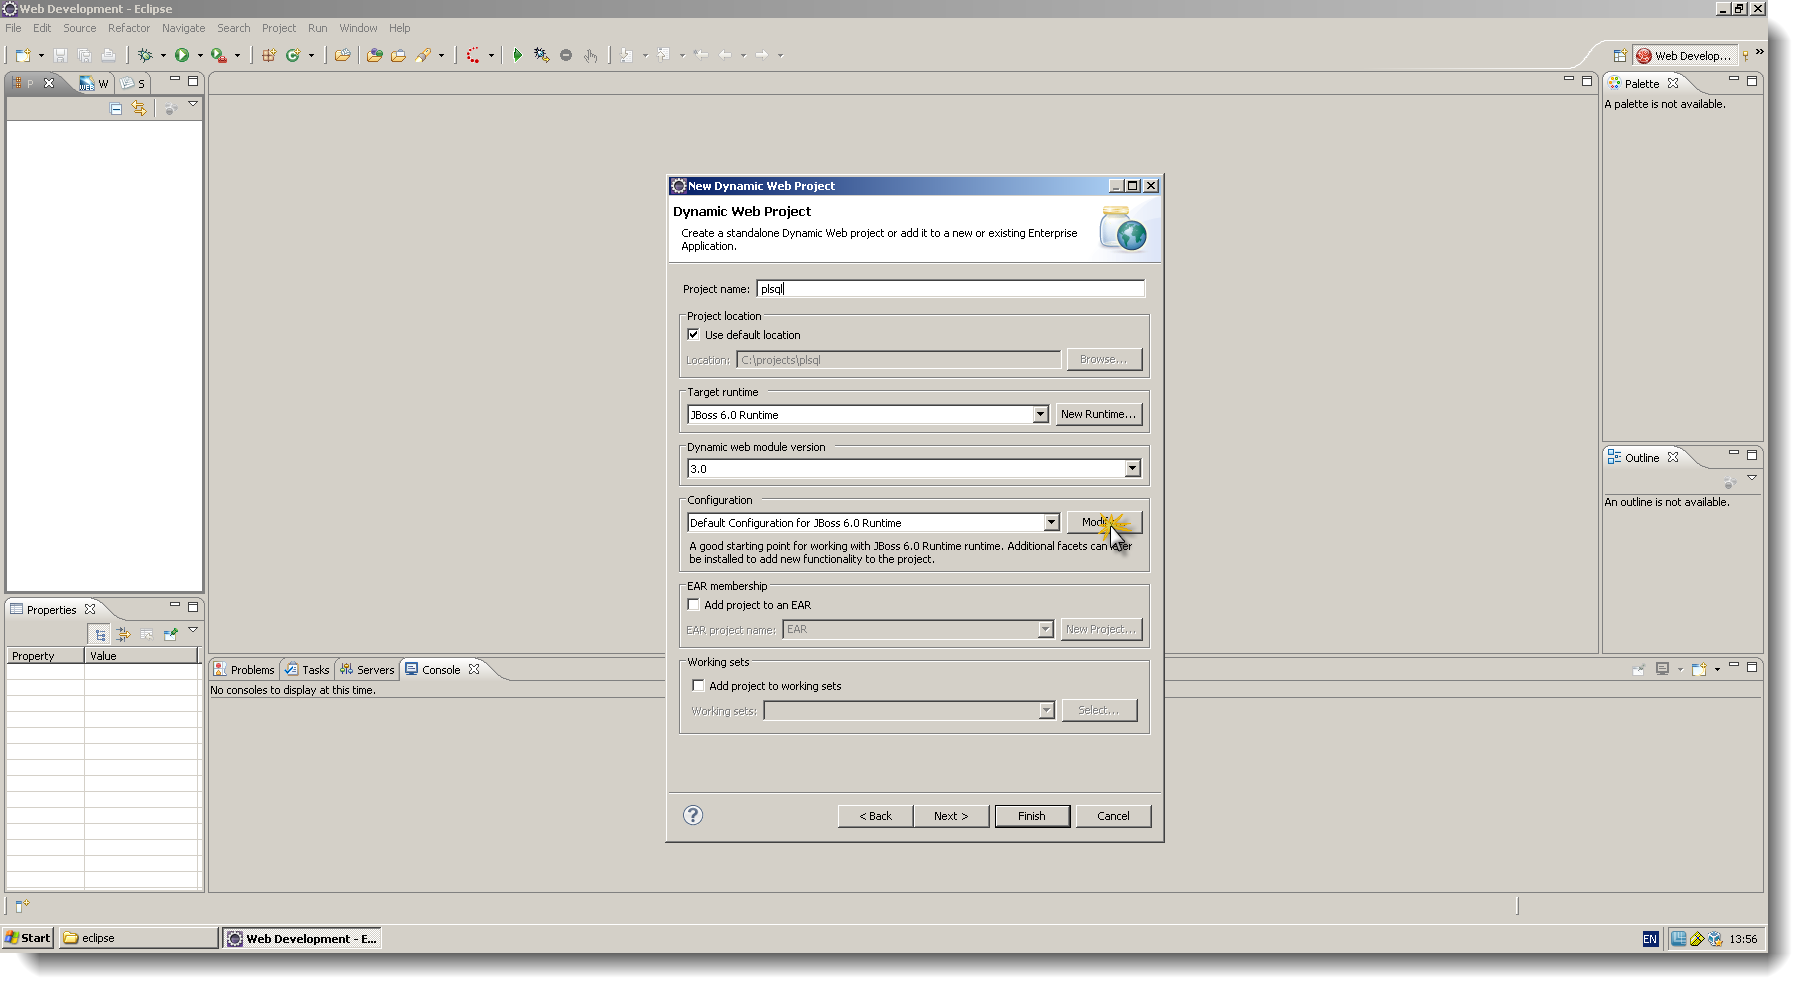 Web Development - Eclipse
File Edit Source Refactor Navigate Search Project Run Window Help
Web Develop... »
P W S
Palette
A palette is not available.
New Dynamic Web Project
Dynamic Web Project
Create a standalone Dynamic Web project or add it to a new or existing Enterprise
Application.
Project name: plsql
Project location
Use default location
Location: C:\projects\plsql Browse...
Target runtime
JBoss 6.0 Runtime New Runtime...
Dynamic web module version
3.0
Configuration
Default Configuration for JBoss 6.0 Runtime
A good starting point for working with JBoss 6.0 Runtime runtime. Additional facets can
be installed to add new functionality to the project.
EAR membership
Add project to an EAR
EAR project name: EAR New Project...
Working sets
Add project to working sets
Working sets: Select...
? < Back Next > Finish Cancel
Outline
An outline is not available.
Properties
Property Value
Problems Tasks Servers Console
No consoles to display at this time.
Start eclipse Web Development - E... EN 13:56